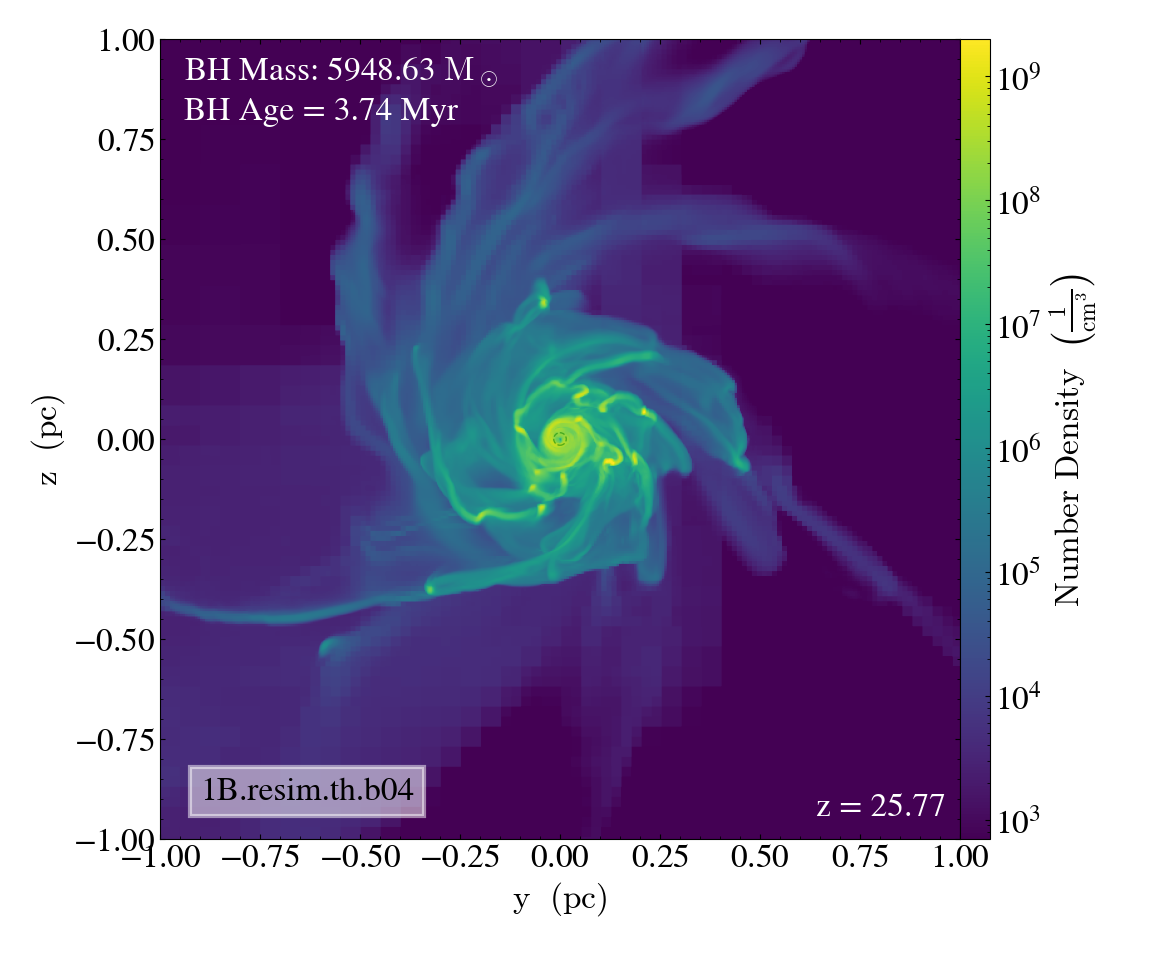 BH Mass: 5948.63 M⊙
BH Age = 3.74 Myr
1B.resim.th.b04
z = 25.77
1.00
0.75
0.50
0.25
0.00
−0.25
−0.50
−0.75
−1.00
z (pc)
−1.00 −0.75 −0.50 −0.25 0.00 0.25 0.50 0.75 1.00
y (pc)
10⁹
10⁸
10⁷
10⁶
10⁵
10⁴
10³
Number Density (1/cm³)